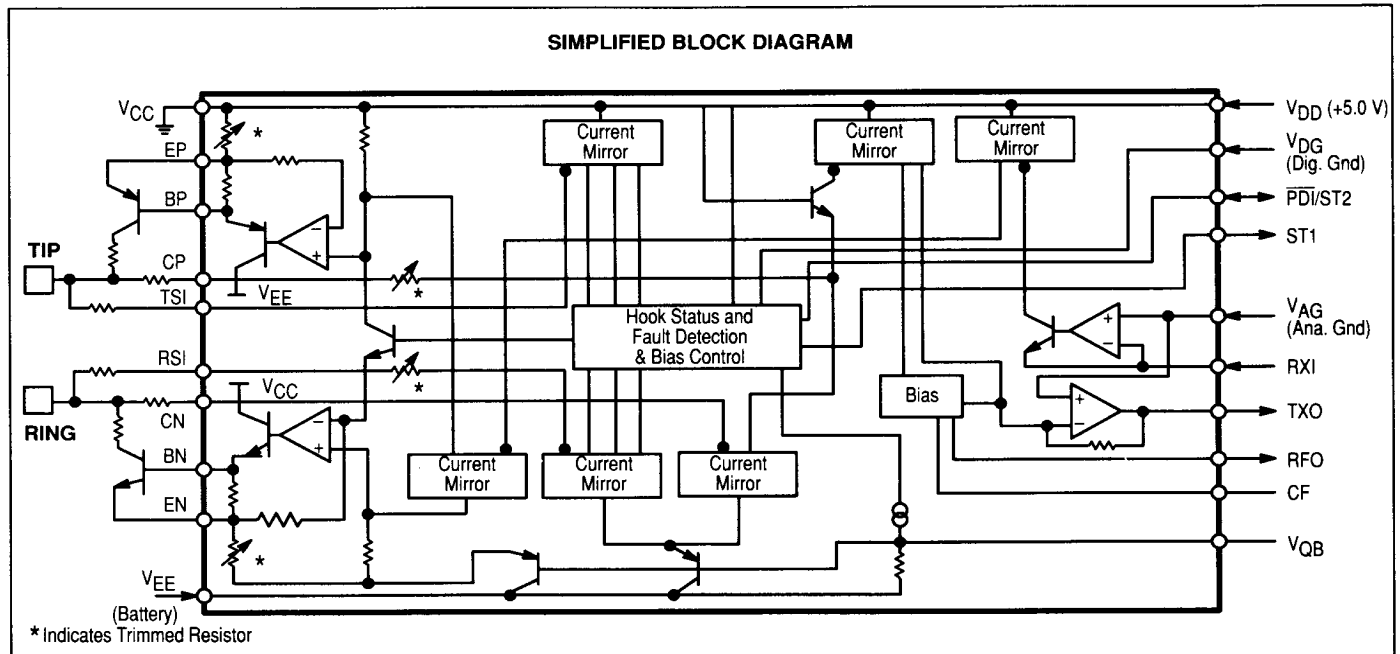 SIMPLIFIED BLOCK DIAGRAM
VCC
EP
BP
TIP
CP
TSI
VEE
RSI
VCC
CN
RING
BN
EN
VEE
(Battery)
*
*
*
*
Current
Mirror
Current
Mirror
Current
Mirror
Hook Status and
Fault Detection
& Bias Control
Bias
Current
Mirror
Current
Mirror
Current
Mirror
−
+
−
+
+
−
+
−
VDD (+5.0 V)
VDG
(Dig. Gnd)
PDI/ST2
ST1
VAG
(Ana. Gnd)
RXI
TXO
RFO
CF
VQB
* Indicates Trimmed Resistor